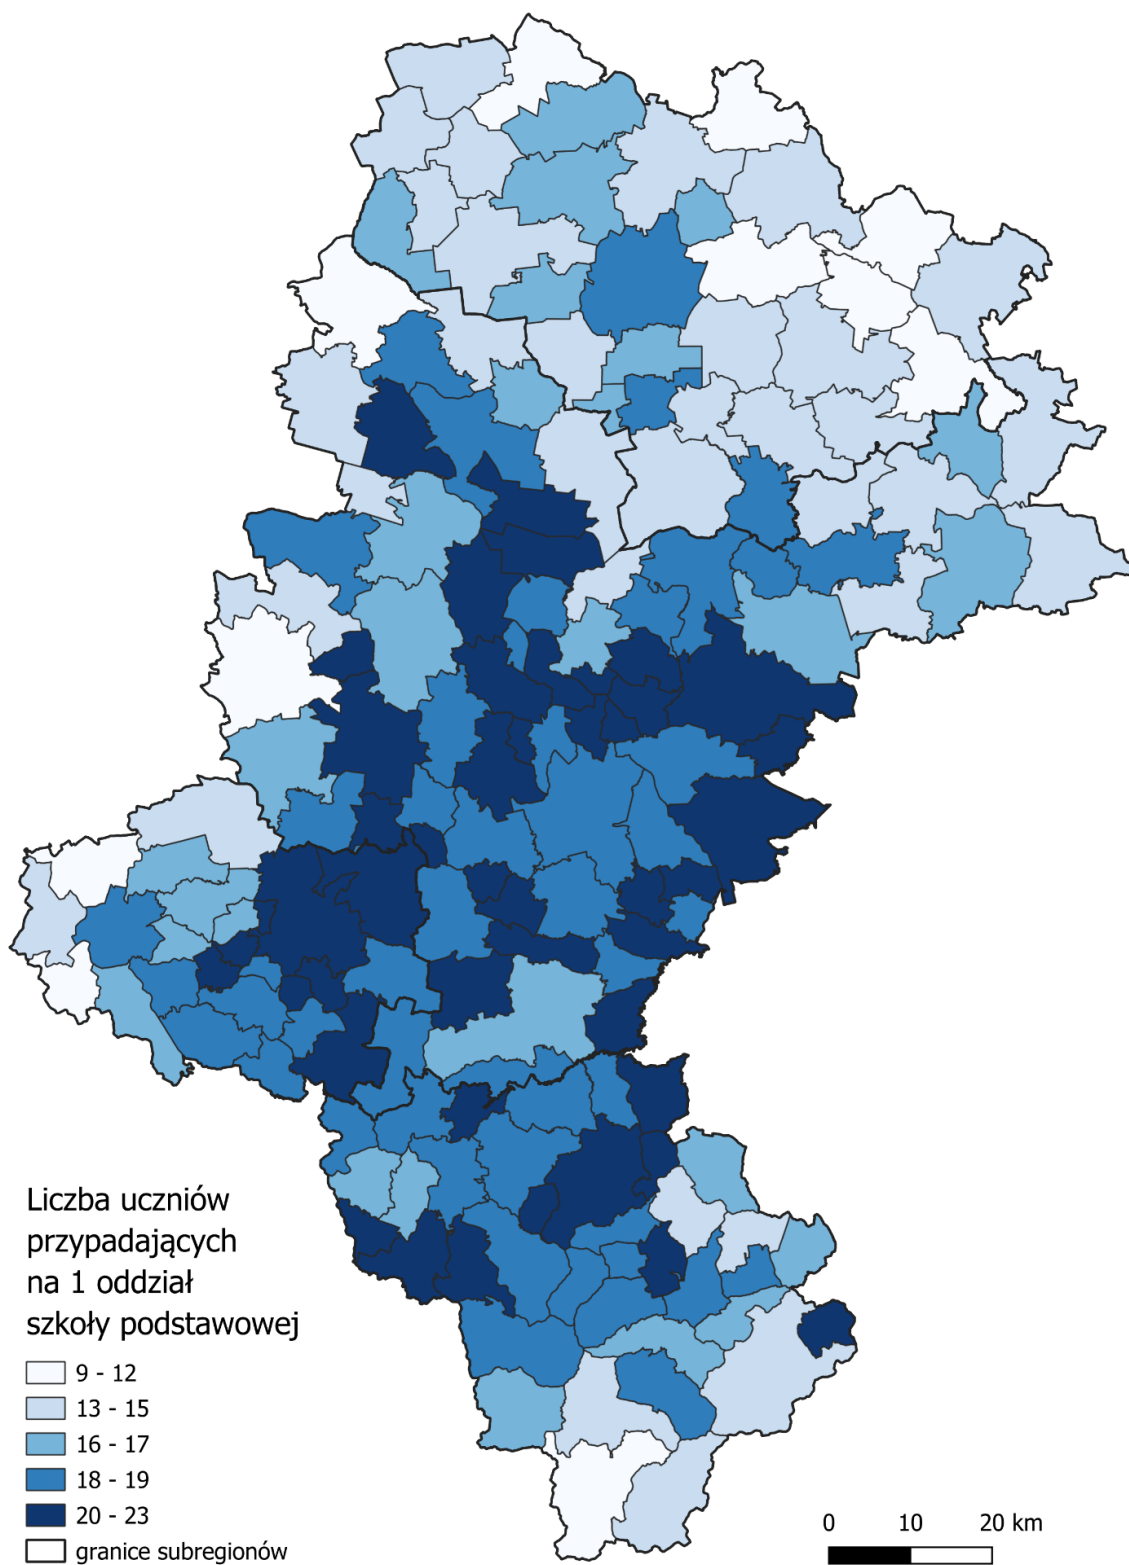 Liczba uczniów
przypadających
na 1 oddział
szkoły podstawowej
9 - 12
13 - 15
16 - 17
18 - 19
20 - 23
granice subregionów
0 10 20 km